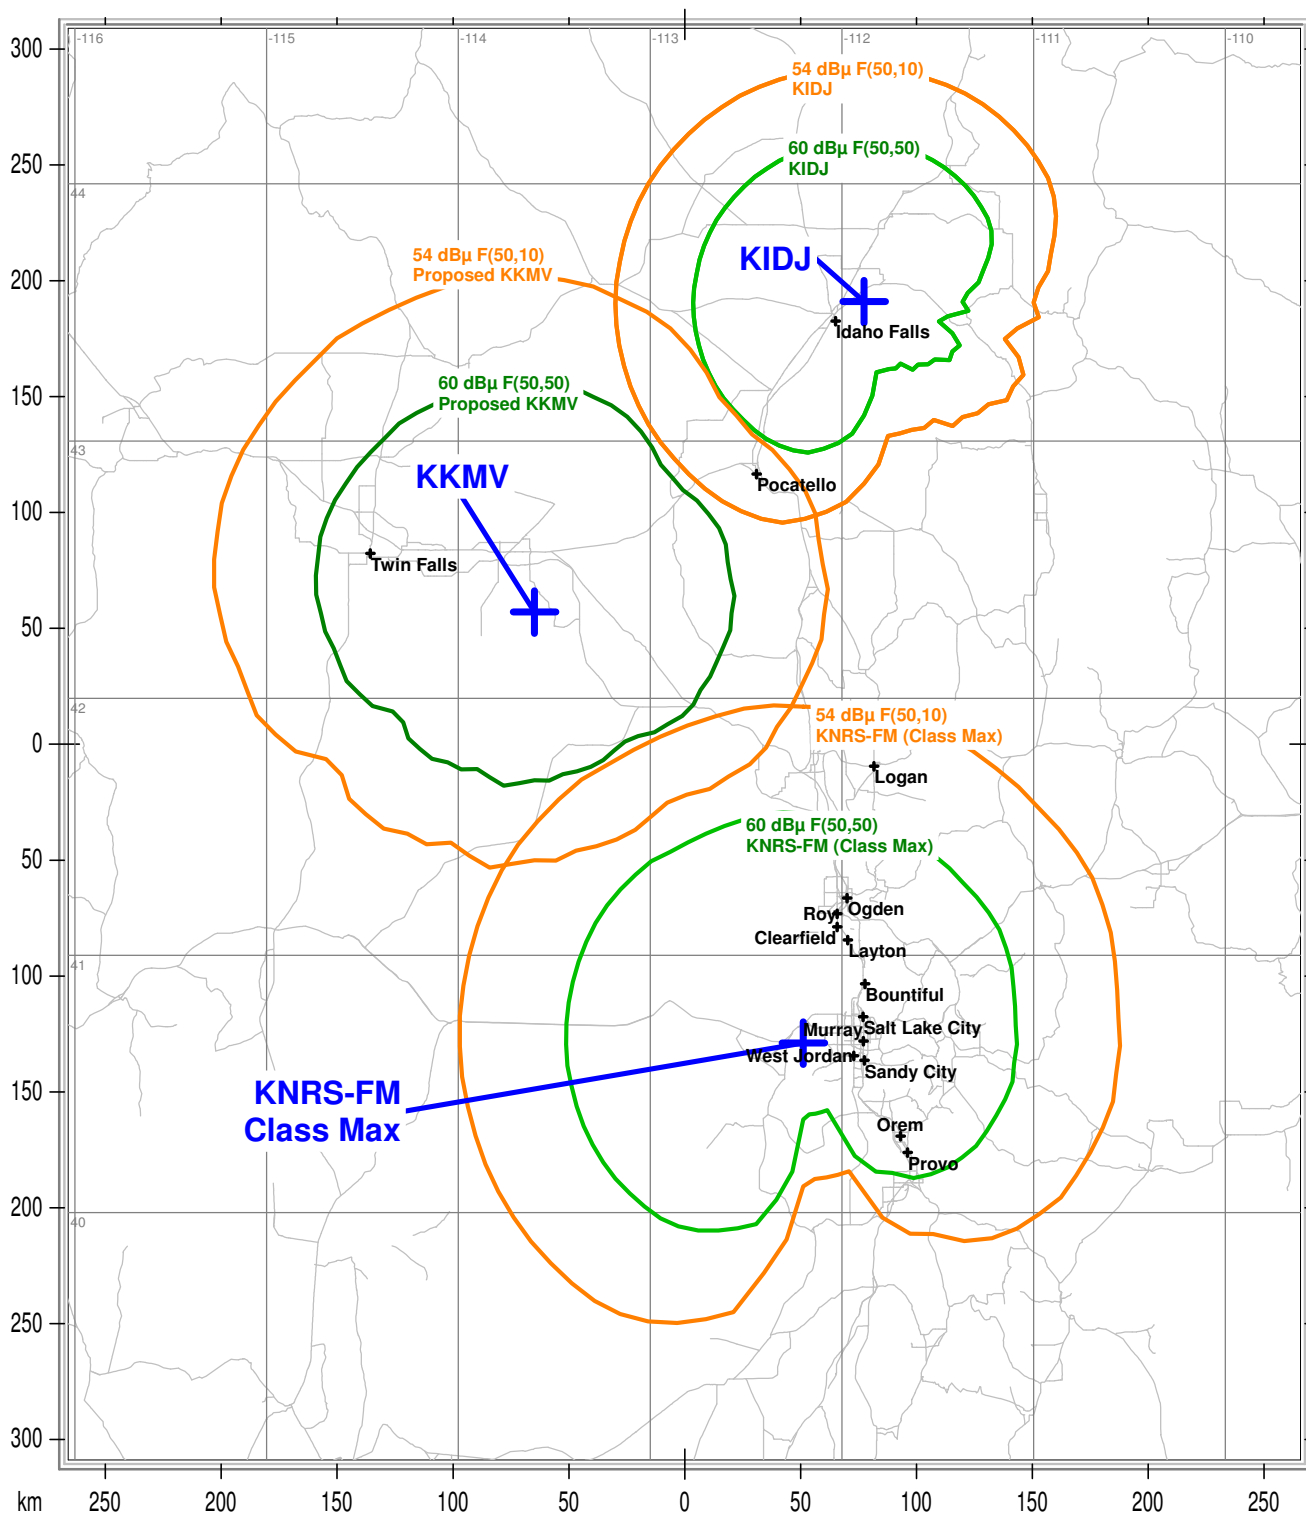 -116
-115
-114
-113
-112
-111
-110
300
54 dBµ F(50,10)
KIDJ
60 dBµ F(50,50)
KIDJ
250
44
KIDJ
54 dBµ F(50,10)
Proposed KKMV
200
Idaho Falls
60 dBµ F(50,50)
Proposed KKMV
150
43
KKMV
Pocatello
100
Twin Falls
50
42
54 dBµ F(50,10)
KNRS-FM (Class Max)
0
Logan
60 dBµ F(50,50)
KNRS-FM (Class Max)
50
Ogden
Roy
Clearfield
Layton
41
100
Bountiful
Salt Lake City
Murray
West Jordan
Sandy City
150
KNRS-FM
Class Max
Orem
Provo
200
40
250
300
km
250
200
150
100
50
0
50
100
150
200
250